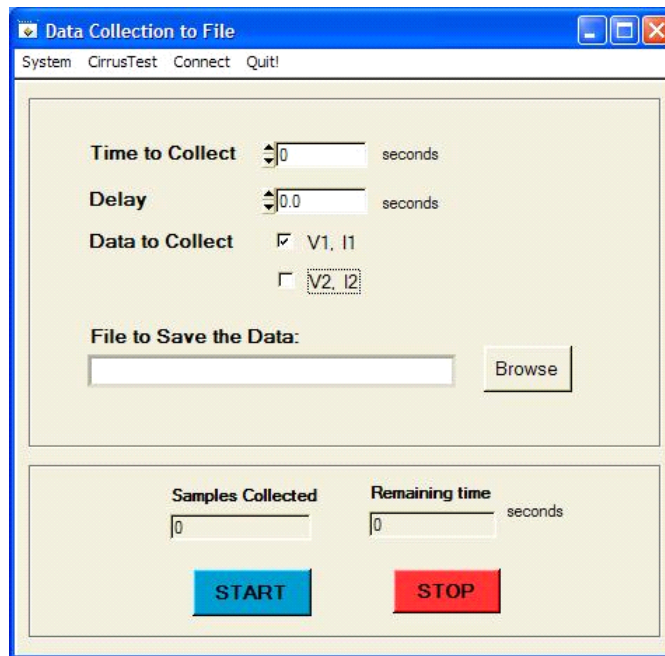 Data Collection to File
System CirrusTest Connect Quit!
Time to Collect 0 seconds
Delay 0.0 seconds
Data to Collect V1, I1
V2, I2
File to Save the Data:
Browse
Samples Collected Remaining time
0 0 seconds
START STOP